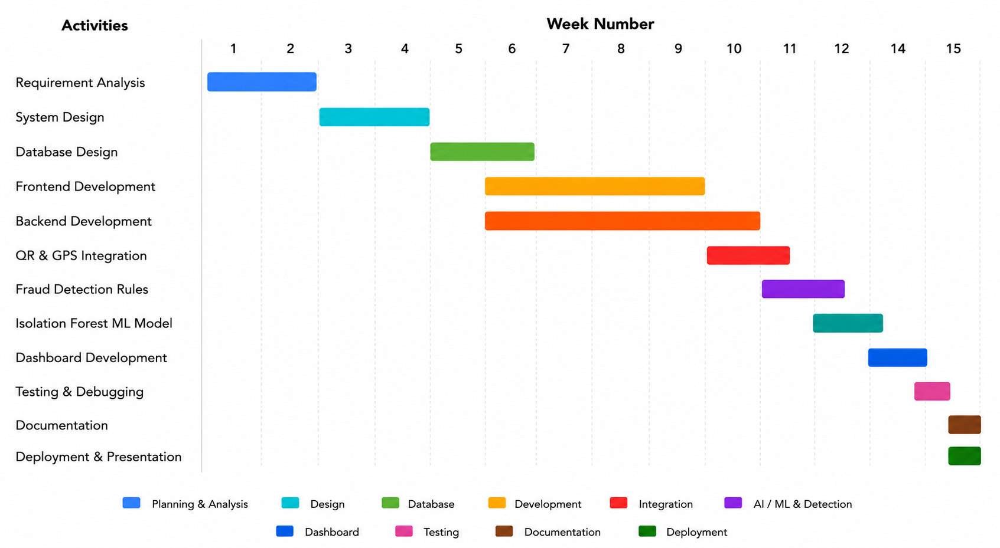 Activities
Week Number
1 2 3 4 5 6 7 8 9 10 11 12 14 15
Requirement Analysis
System Design
Database Design
Frontend Development
Backend Development
QR & GPS Integration
Fraud Detection Rules
Isolation Forest ML Model
Dashboard Development
Testing & Debugging
Documentation
Deployment & Presentation
Planning & Analysis Design Database Development Integration AI / ML & Detection
Dashboard Testing Documentation Deployment